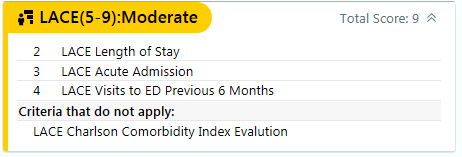 LACE(5-9):Moderate Total Score: 9
2 LACE Length of Stay
3 LACE Acute Admission
4 LACE Visits to ED Previous 6 Months
Criteria that do not apply:
LACE Charlson Comorbidity Index Evalution